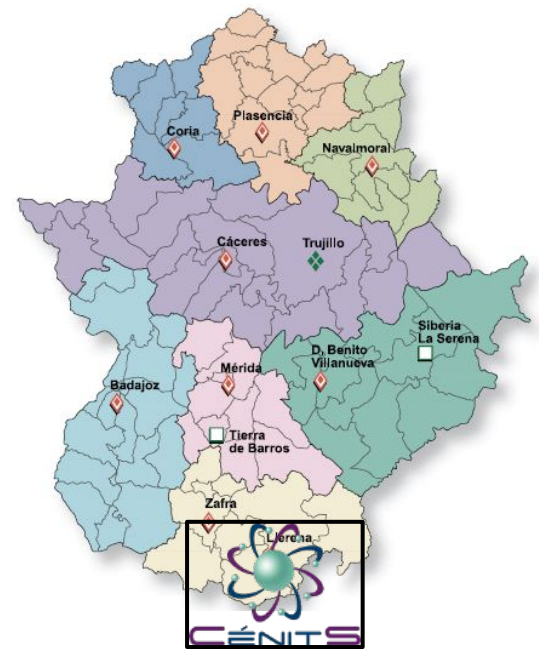 Plasencia
Coria
Navalmoral
Cáceres
Trujillo
Siberia
La Serena
D. Benito
Villanueva
Mérida
Badajoz
Tierra
de Barros
Zafra
Llerena
CÉNITS